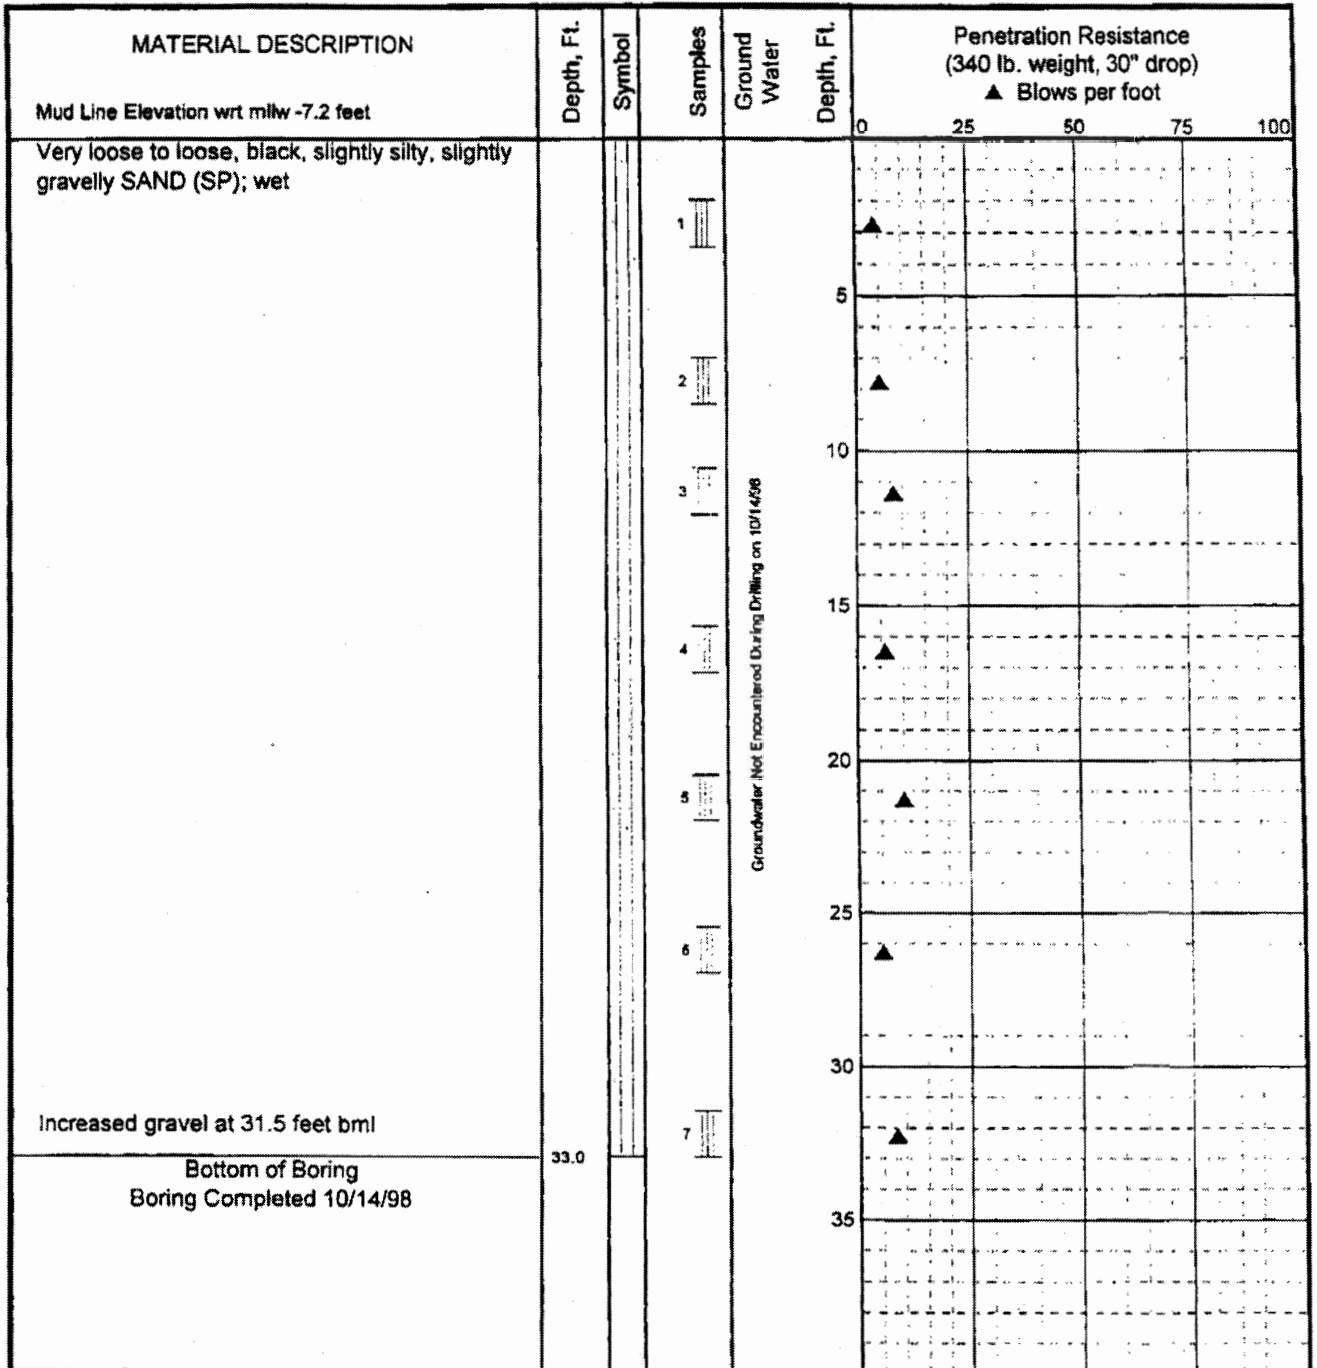 MATERIAL DESCRIPTION
Mud Line Elevation wrt mllw -7.2 feet
Depth, Ft.
Symbol
Samples
Ground
Water
Depth, Ft.
Penetration Resistance
(340 lb. weight, 30" drop)
▲ Blows per foot
0 25 50 75 100
Very loose to loose, black, slightly silty, slightly
gravelly SAND (SP); wet
1
5
2
10
3
Groundwater Not Encountered During Drilling on 10/14/98
15
4
20
5
25
6
30
Increased gravel at 31.5 feet bml
7
33.0
Bottom of Boring
Boring Completed 10/14/98
35